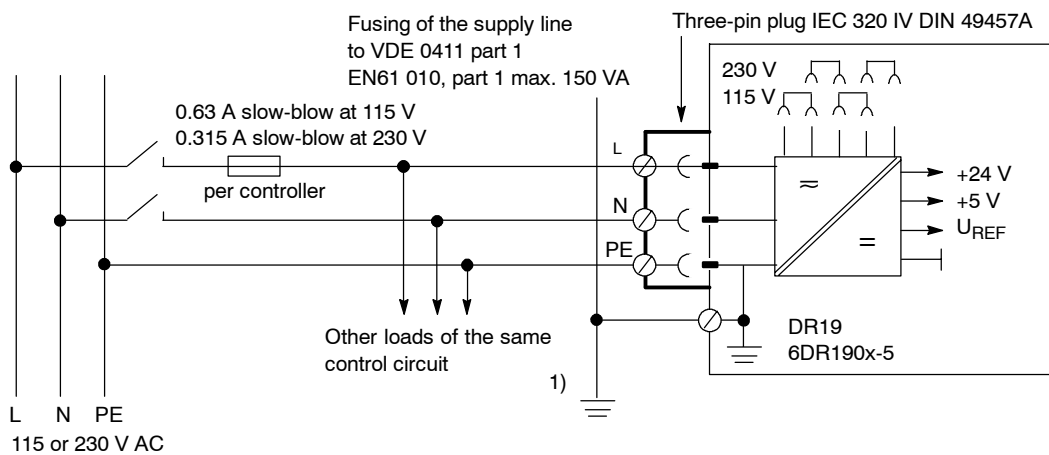 Fusing of the supply line
to VDE 0411 part 1
EN61 010, part 1 max. 150 VA
Three-pin plug IEC 320 IV DIN 49457A
230 V
115 V
0.63 A slow-blow at 115 V
0.315 A slow-blow at 230 V
per controller
L
N
PE
≈
=
+24 V
+5 V
UREF
Other loads of the same
control circuit
DR19
6DR190x-5
1)
L N PE
115 or 230 V AC